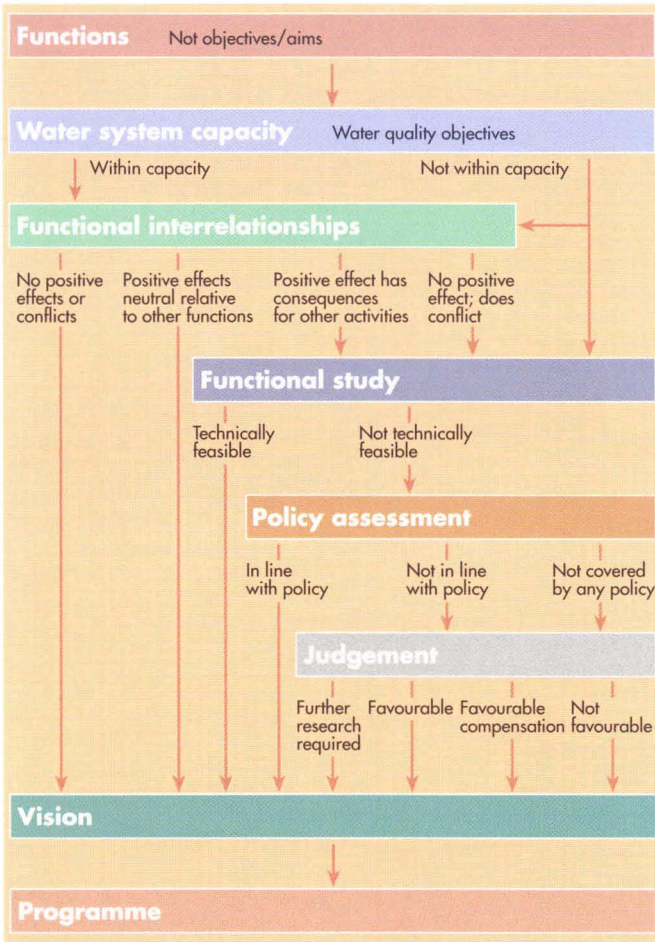 Functions Not objectives/aims
Water system capacity Water quality objectives
Within capacity Not within capacity
Functional interrelationships
No positive
effects or
conflicts
Positive effects
neutral relative
to other functions
Positive effect has
consequences
for other activities
No positive
effect; does
conflict
Functional study
Technically
feasible
Not technically
feasible
Policy assessment
In line
with policy
Not in line
with policy
Not covered
by any policy
Judgement
Further
research
required
Favourable
Favourable
compensation
Not
favourable
Vision
Programme